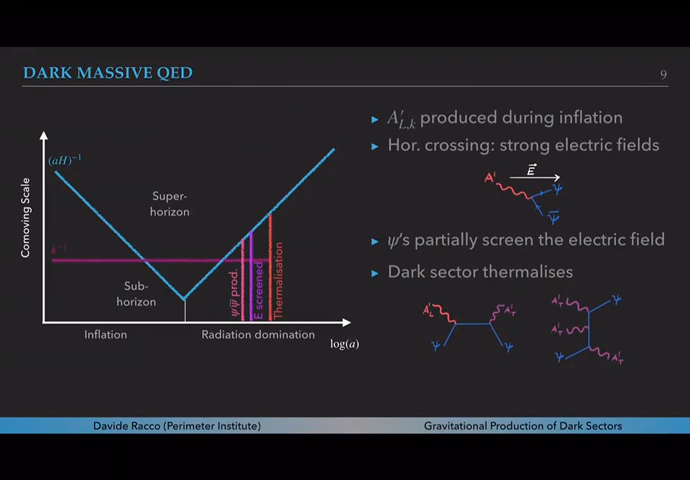 DARK MASSIVE QED
9
A′L,k produced during inflation
Hor. crossing: strong electric fields
A' E ψ
ψ̄
ψ's partially screen the electric field
Dark sector thermalises
A'L A'T
ψ ψ
A'T ψ
A'T
ψ A'T
(aH)⁻¹
Super-
horizon
k⁻¹
Sub-
horizon
Comoving Scale
ψψ̄ prod.
E screened
Thermalisation
Inflation
Radiation domination
log(a)
Davide Racco (Perimeter Institute)
Gravitational Production of Dark Sectors